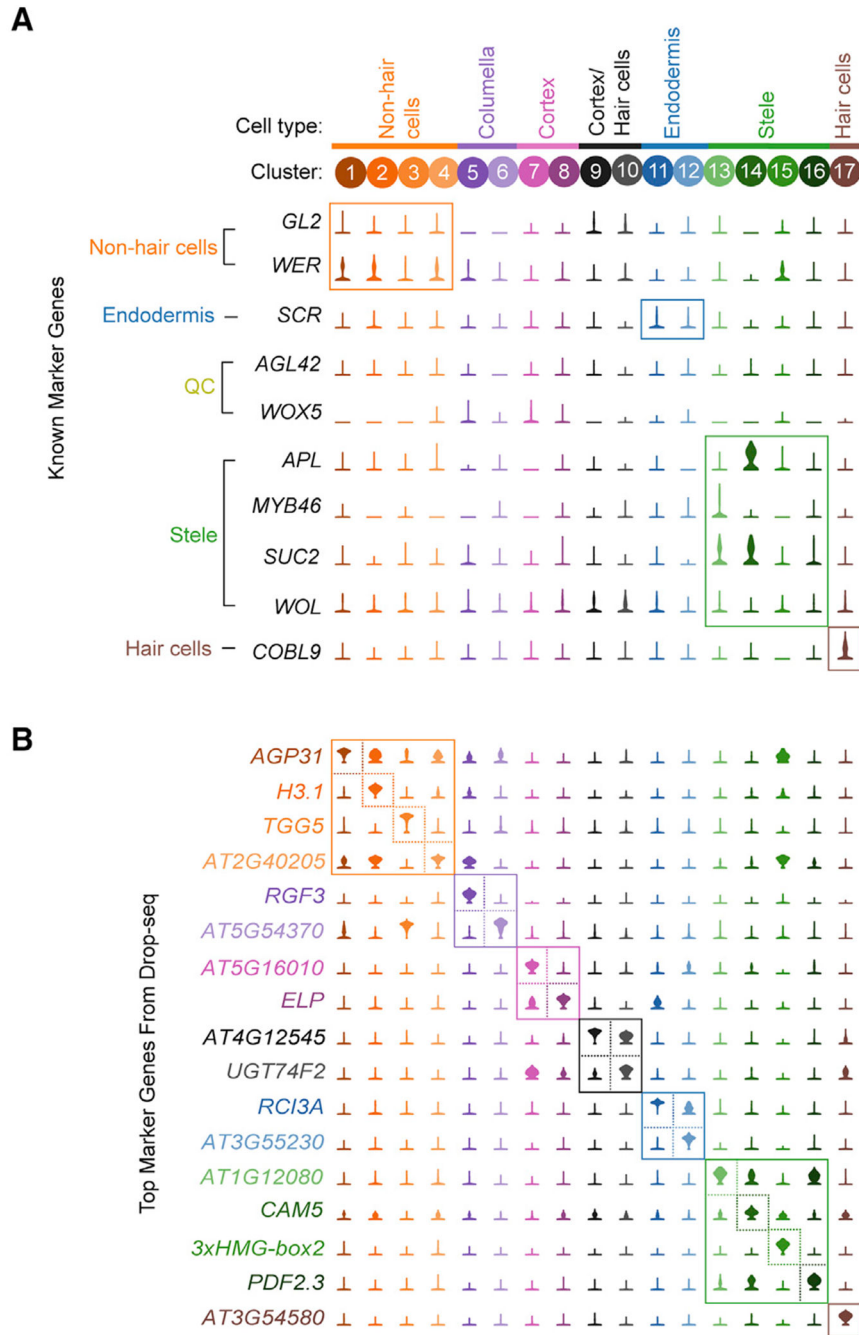 A
Cell type:
Non-hair
cells
Columella
Cortex
Cortex/
Hair cells
Endodermis
Stele
Hair cells
Cluster: 1 2 3 4 5 6 7 8 9 10 11 12 13 14 15 16 17
Known Marker Genes
Non-hair cells
GL2
WER
Endodermis
SCR
QC
AGL42
WOX5
Stele
APL
MYB46
SUC2
WOL
Hair cells
COBL9
B
Top Marker Genes From Drop-seq
AGP31
H3.1
TGG5
AT2G40205
RGF3
AT5G54370
AT5G16010
ELP
AT4G12545
UGT74F2
RCI3A
AT3G55230
AT1G12080
CAM5
3xHMG-box2
PDF2.3
AT3G54580